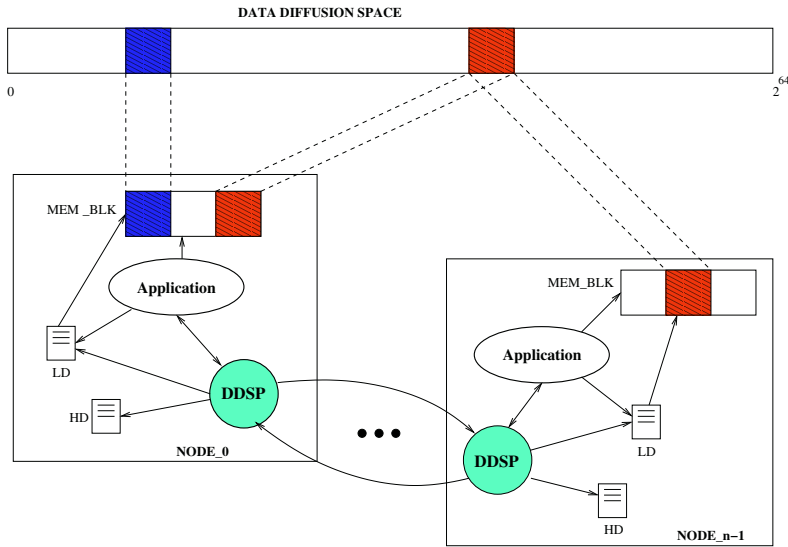 DATA DIFFUSION SPACE
0
2^64
MEM _BLK
Application
LD
DDSP
HD
NODE_0
MEM_BLK
Application
LD
DDSP
HD
NODE_n−1